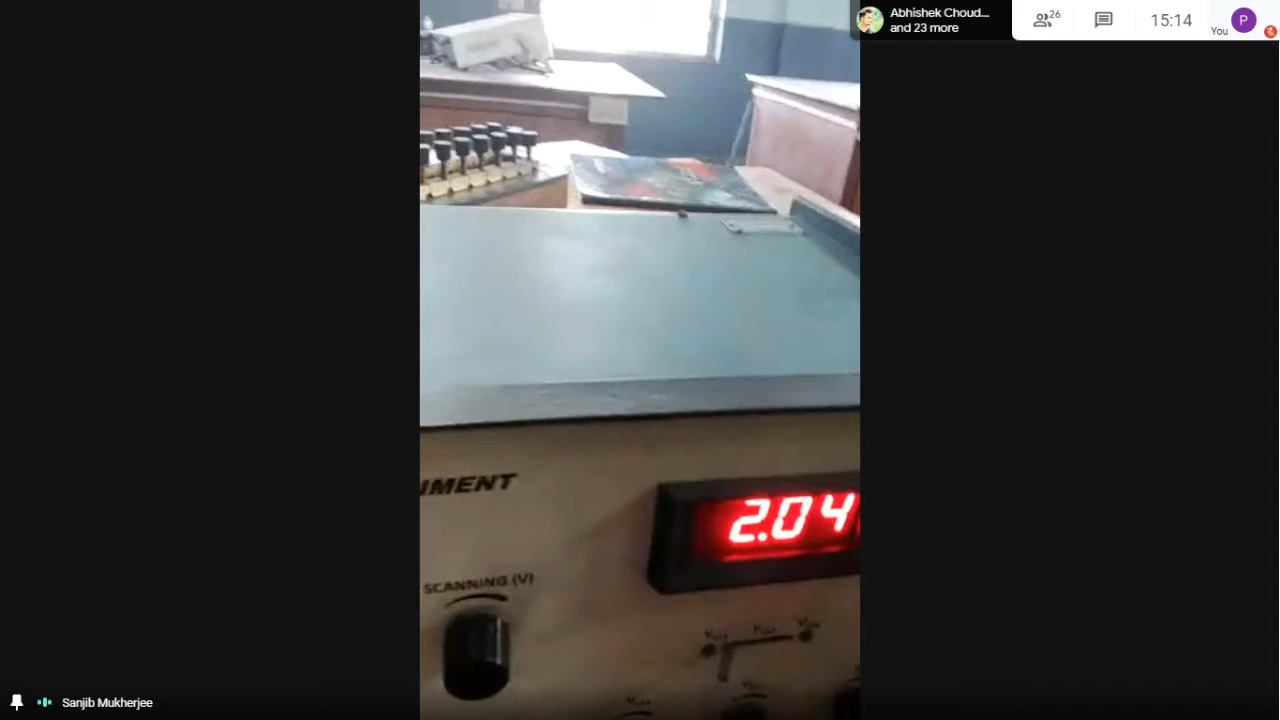 Abhishek Choud...
and 23 more
26
15:14
You
P
IMENT
2.04
SCANNING (V)
Sanjib Mukherjee